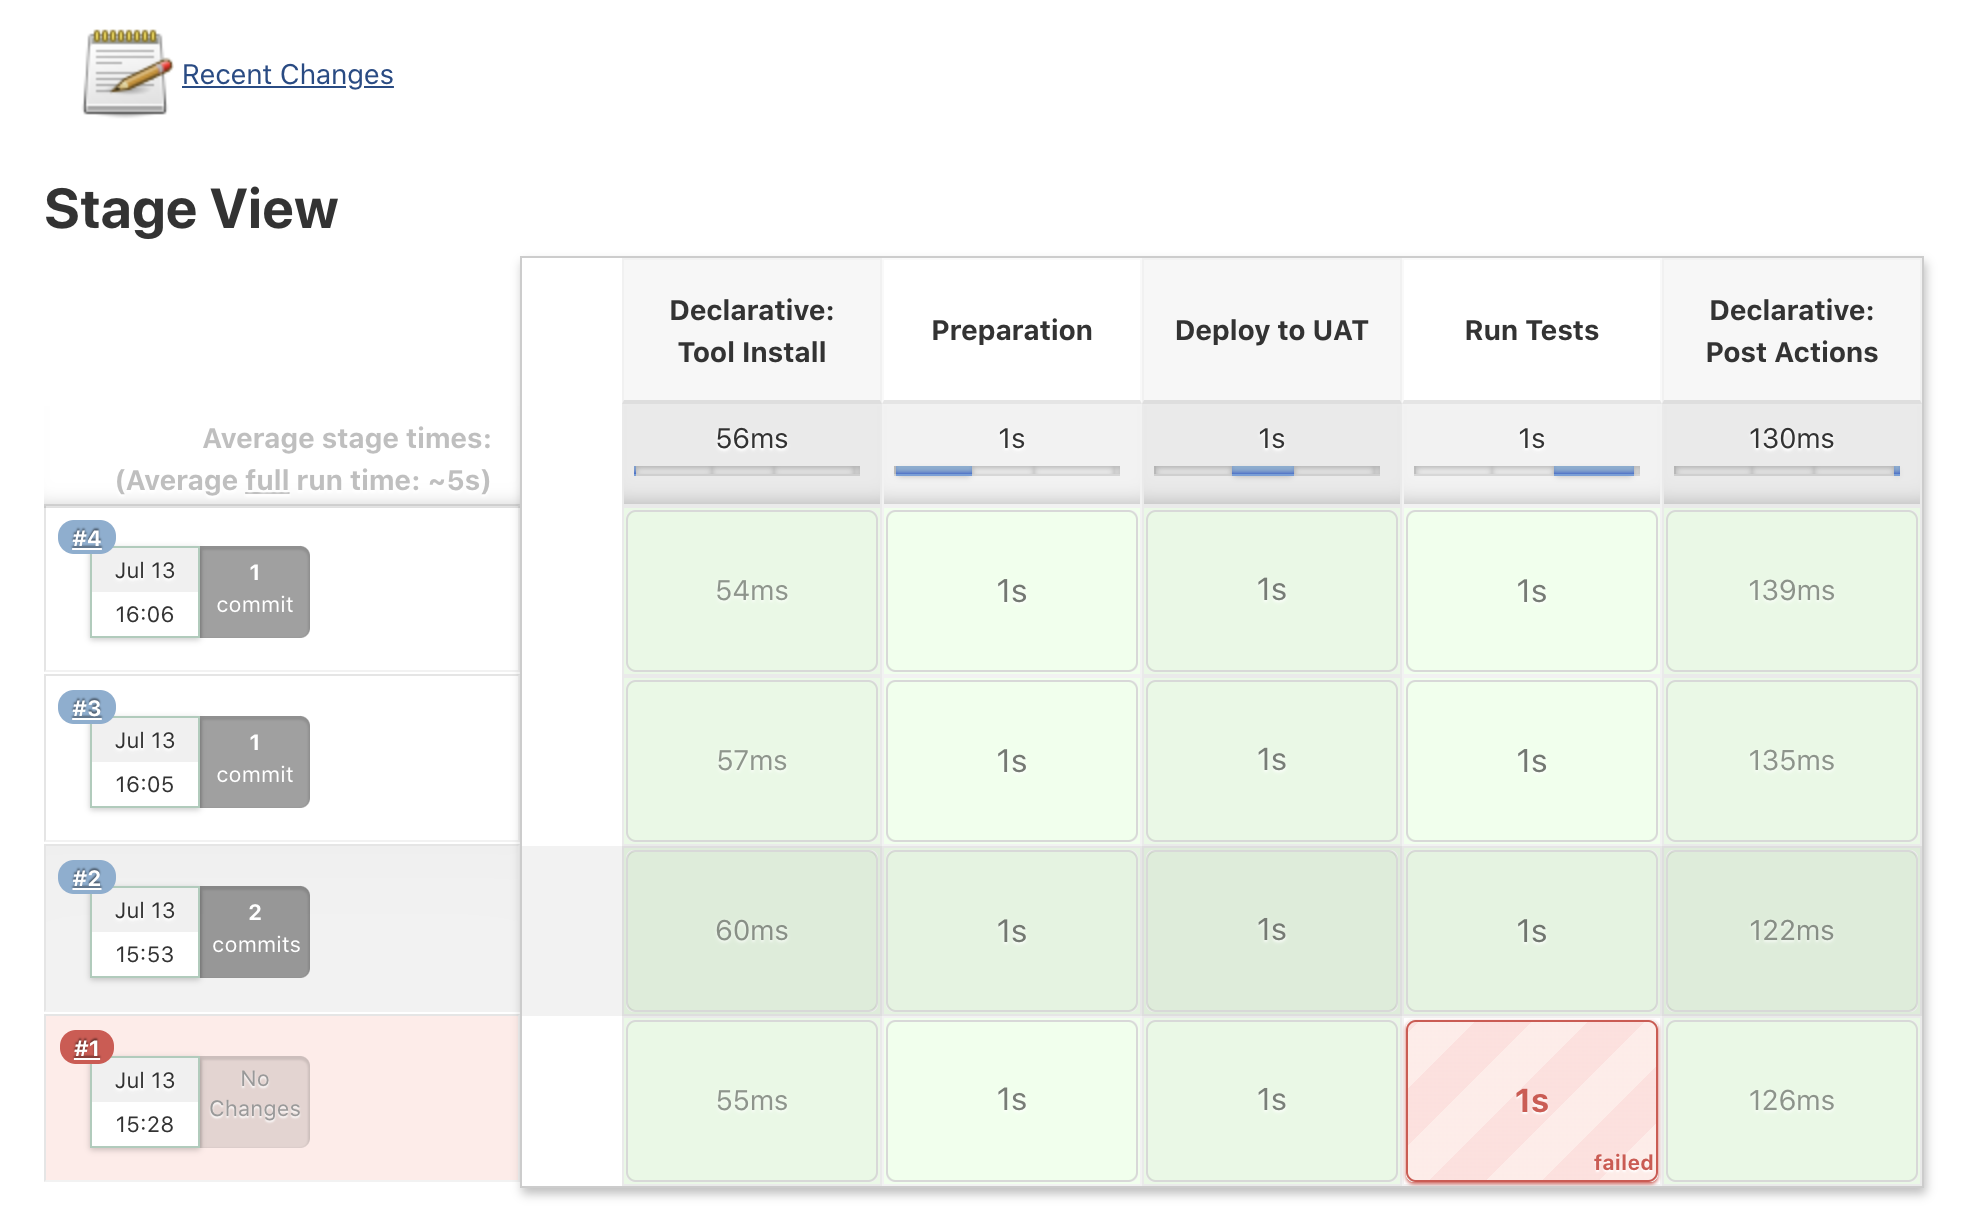 Recent Changes
Stage View
Declarative:
Tool Install
Preparation
Deploy to UAT
Run Tests
Declarative:
Post Actions
Average stage times:
(Average full run time: ~5s)
56ms
1s
1s
1s
130ms
#4
Jul 13
16:06
1
commit
54ms
1s
1s
1s
139ms
#3
Jul 13
16:05
1
commit
57ms
1s
1s
1s
135ms
#2
Jul 13
15:53
2
commits
60ms
1s
1s
1s
122ms
#1
Jul 13
15:28
No
Changes
55ms
1s
1s
1s
failed
126ms